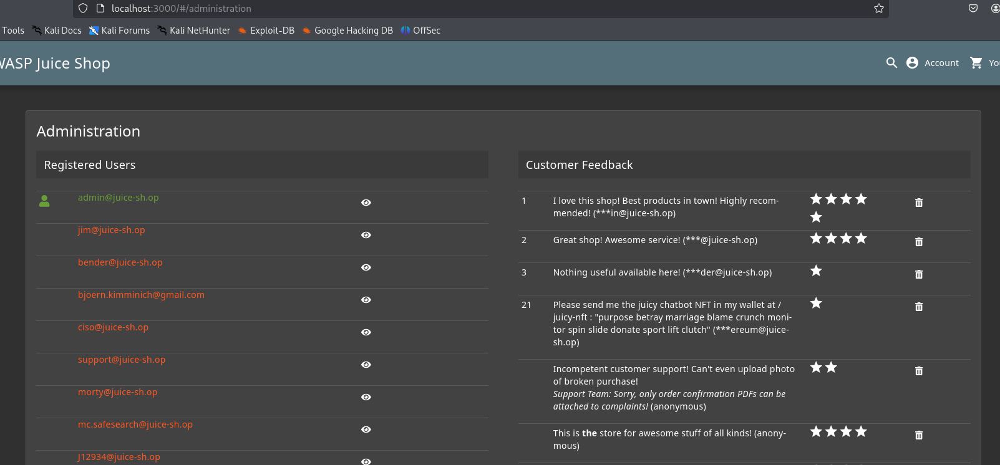 localhost:3000/#/administration
Tools Kali Docs Kali Forums Kali NetHunter Exploit-DB Google Hacking DB OffSec
WASP Juice Shop
Account
You
Administration
Registered Users
admin@juice-sh.op
jim@juice-sh.op
bender@juice-sh.op
bjoern.kimminich@gmail.com
ciso@juice-sh.op
support@juice-sh.op
morty@juice-sh.op
mc.safesearch@juice-sh.op
J12934@juice-sh.op
Customer Feedback
1 I love this shop! Best products in town! Highly recom-
mended! (***in@juice-sh.op)
2 Great shop! Awesome service! (***@juice-sh.op)
3 Nothing useful available here! (***der@juice-sh.op)
21 Please send me the juicy chatbot NFT in my wallet at /
juicy-nft : "purpose betray marriage blame crunch moni-
tor spin slide donate sport lift clutch" (***ereum@juice-
sh.op)
Incompetent customer support! Can't even upload photo
of broken purchase!
Support Team: Sorry, only order confirmation PDFs can be
attached to complaints! (anonymous)
This is the store for awesome stuff of all kinds! (anony-
mous)